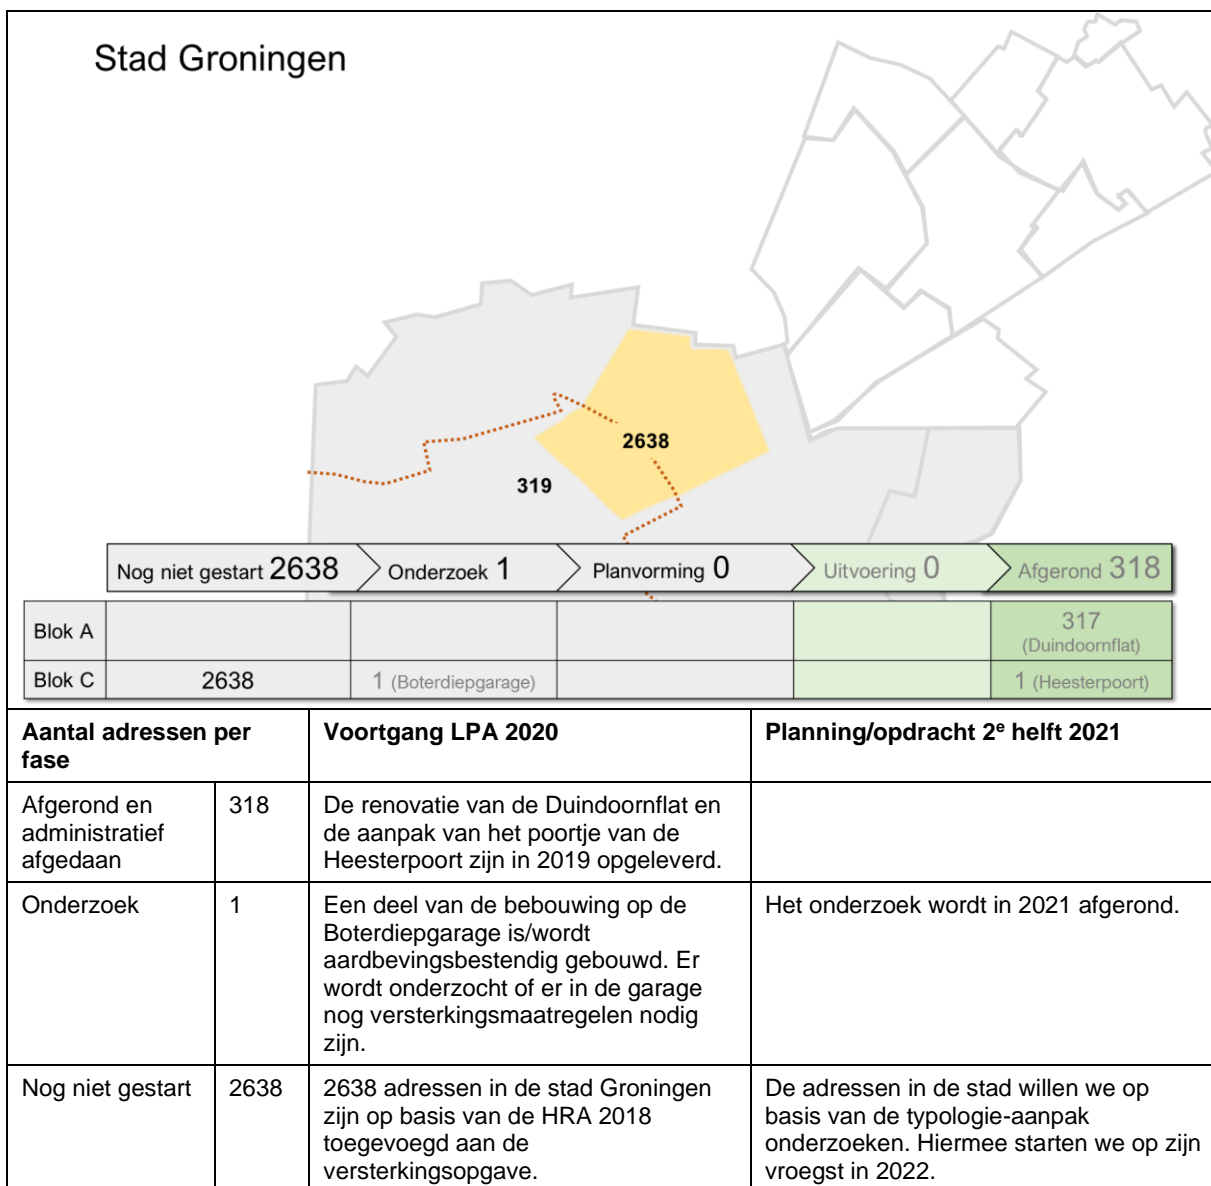 Stad Groningen
2638
319
Nog niet gestart 2638
Onderzoek 1
Planvorming 0
Uitvoering 0
Afgerond 318
Blok A
317
(Duindoornflat)
Blok C
2638
1 (Boterdiepgarage)
1 (Heesterpoort)
Aantal adressen per
fase
Voortgang LPA 2020
Planning/opdracht 2e helft 2021
Afgerond en
administratief
afgedaan
318
De renovatie van de Duindoornflat en
de aanpak van het poortje van de
Heesterpoort zijn in 2019 opgeleverd.
Onderzoek
1
Een deel van de bebouwing op de
Boterdiepgarage is/wordt
aardbevingsbestendig gebouwd. Er
wordt onderzocht of er in de garage
nog versterkingsmaatregelen nodig
zijn.
Het onderzoek wordt in 2021 afgerond.
Nog niet gestart
2638
2638 adressen in de stad Groningen
zijn op basis van de HRA 2018
toegevoegd aan de
versterkingsopgave.
De adressen in de stad willen we op
basis van de typologie-aanpak
onderzoeken. Hiermee starten we op zijn
vroegst in 2022.